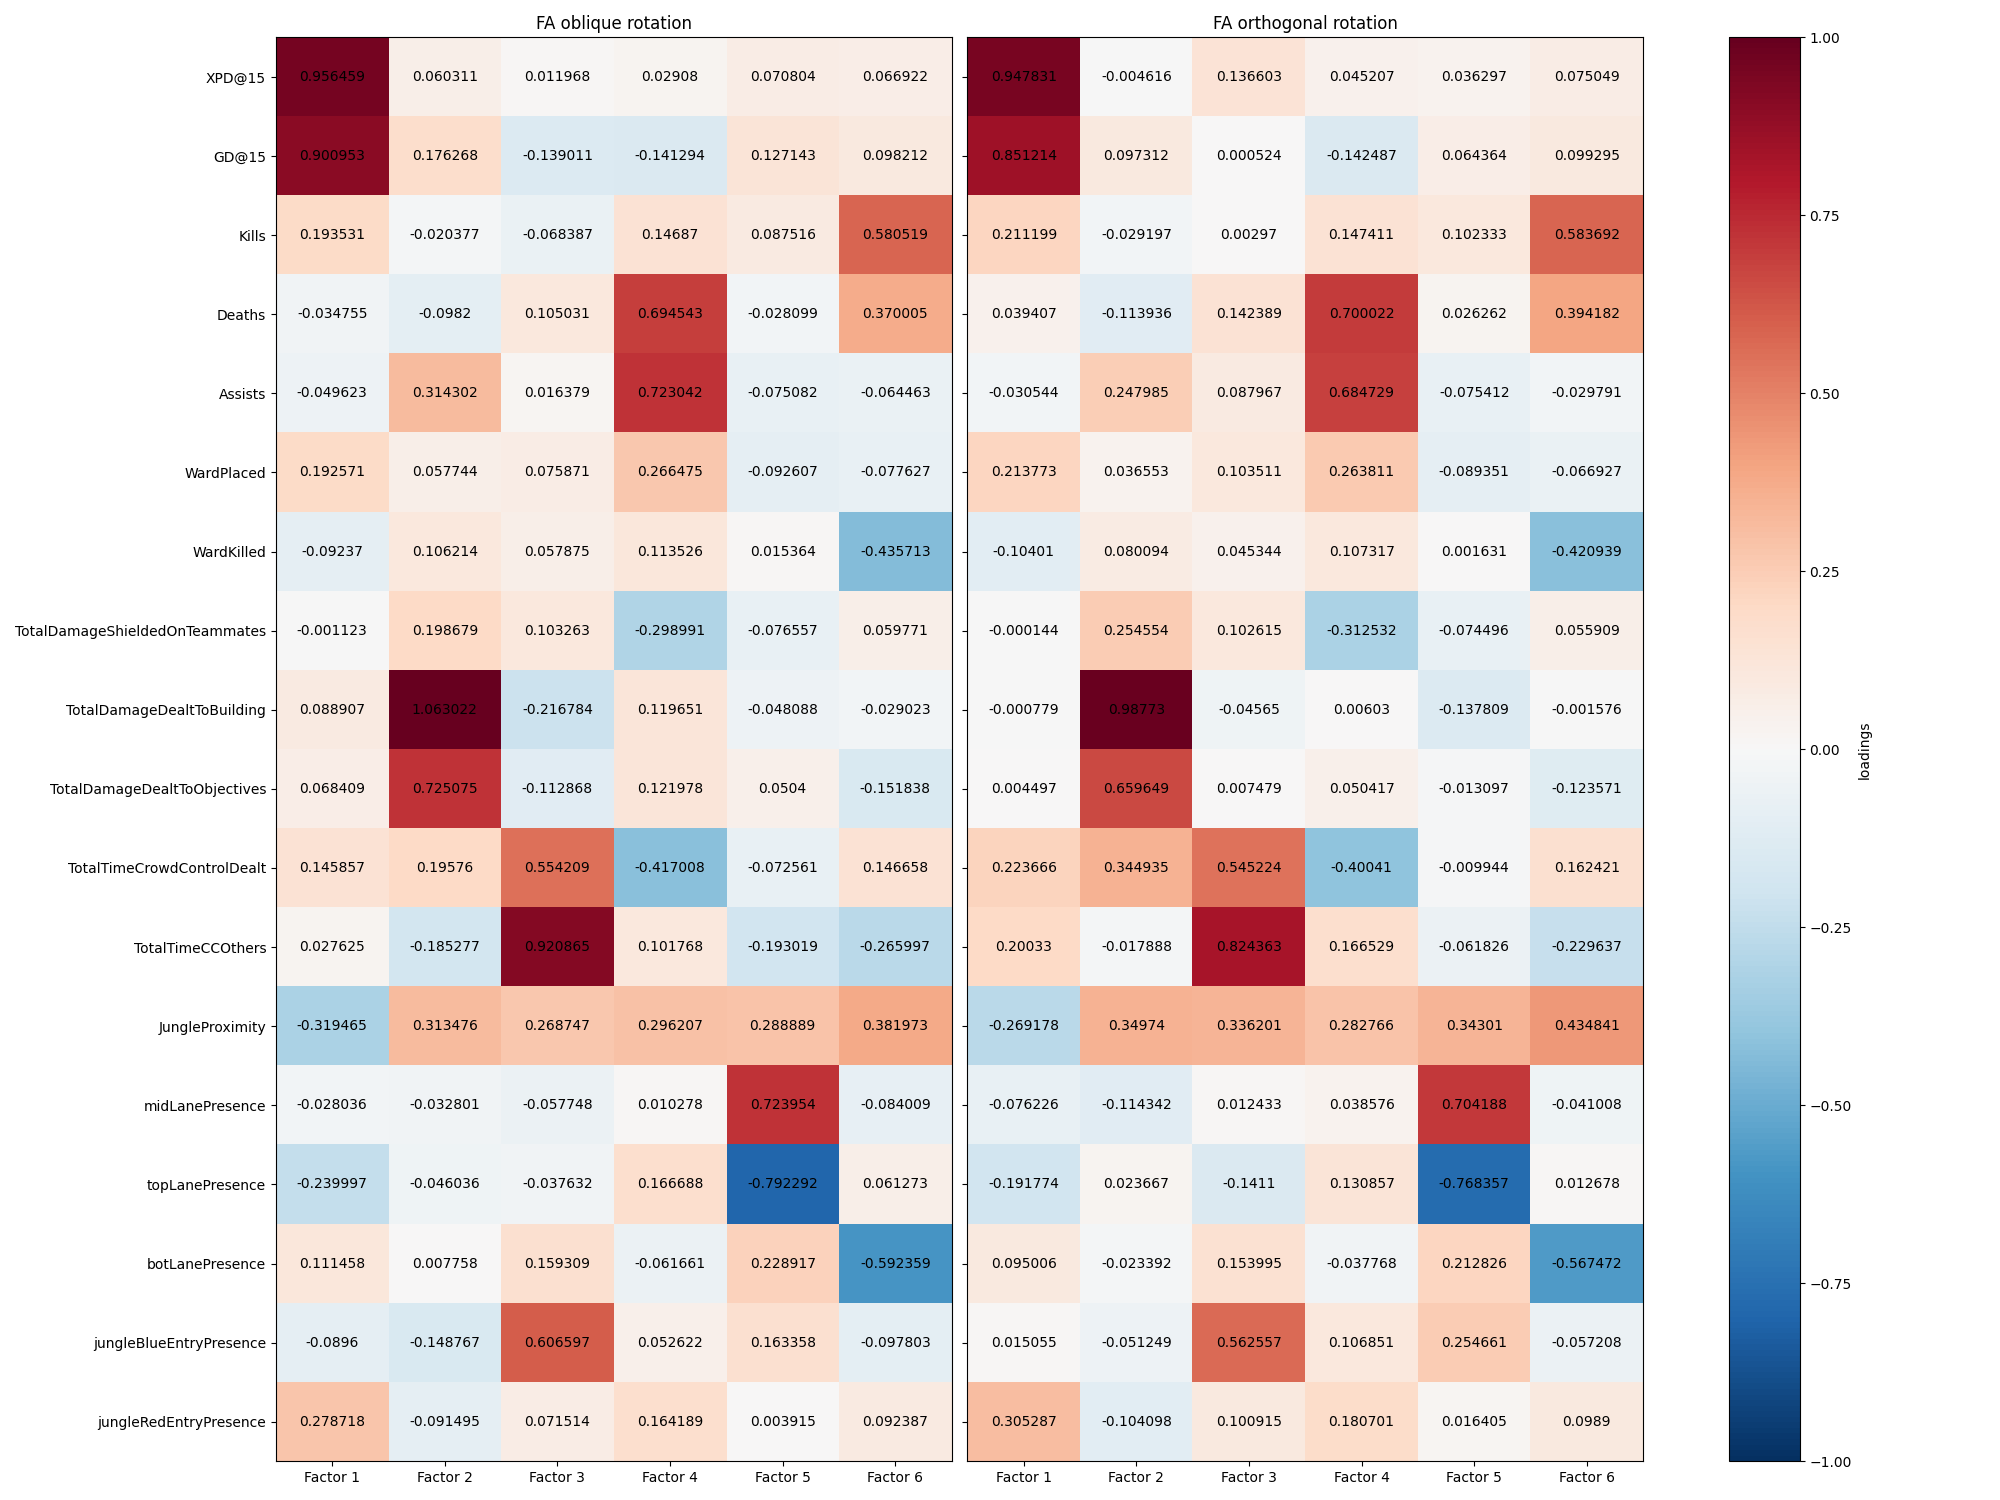 FA oblique rotation FA orthogonal rotation
XPD@15 0.956459 0.060311 0.011968 0.02908 0.070804 0.066922 0.947831 -0.004616 0.136603 0.045207 0.036297 0.075049
GD@15 0.900953 0.176268 -0.139011 -0.141294 0.127143 0.098212 0.851214 0.097312 0.000524 -0.142487 0.064364 0.099295
Kills 0.193531 -0.020377 -0.068387 0.14687 0.087516 0.580519 0.211199 -0.029197 0.00297 0.147411 0.102333 0.583692
Deaths -0.034755 -0.0982 0.105031 0.694543 -0.028099 0.370005 0.039407 -0.113936 0.142389 0.700022 0.026262 0.394182
Assists -0.049623 0.314302 0.016379 0.723042 -0.075082 -0.064463 -0.030544 0.247985 0.087967 0.684729 -0.075412 -0.029791
WardPlaced 0.192571 0.057744 0.075871 0.266475 -0.092607 -0.077627 0.213773 0.036553 0.103511 0.263811 -0.089351 -0.066927
WardKilled -0.09237 0.106214 0.057875 0.113526 0.015364 -0.435713 -0.10401 0.080094 0.045344 0.107317 0.001631 -0.420939
TotalDamageShieldedOnTeammates -0.001123 0.198679 0.103263 -0.298991 -0.076557 0.059771 -0.000144 0.254554 0.102615 -0.312532 -0.074496 0.055909
TotalDamageDealtToBuilding 0.088907 1.063022 -0.216784 0.119651 -0.048088 -0.029023 -0.000779 0.98773 -0.04565 0.00603 -0.137809 -0.001576
TotalDamageDealtToObjectives 0.068409 0.725075 -0.112868 0.121978 0.0504 -0.151838 0.004497 0.659649 0.007479 0.050417 -0.013097 -0.123571
TotalTimeCrowdControlDealt 0.145857 0.19576 0.554209 -0.417008 -0.072561 0.146658 0.223666 0.344935 0.545224 -0.40041 -0.009944 0.162421
TotalTimeCCOthers 0.027625 -0.185277 0.920865 0.101768 -0.193019 -0.265997 0.20033 -0.017888 0.824363 0.166529 -0.061826 -0.229637
JungleProximity -0.319465 0.313476 0.268747 0.296207 0.288889 0.381973 -0.269178 0.34974 0.336201 0.282766 0.34301 0.434841
midLanePresence -0.028036 -0.032801 -0.057748 0.010278 0.723954 -0.084009 -0.076226 -0.114342 0.012433 0.038576 0.704188 -0.041008
topLanePresence -0.239997 -0.046036 -0.037632 0.166688 -0.792292 0.061273 -0.191774 0.023667 -0.1411 0.130857 -0.768357 0.012678
botLanePresence 0.111458 0.007758 0.159309 -0.061661 0.228917 -0.592359 0.095006 -0.023392 0.153995 -0.037768 0.212826 -0.567472
jungleBlueEntryPresence -0.0896 -0.148767 0.606597 0.052622 0.163358 -0.097803 0.015055 -0.051249 0.562557 0.106851 0.254661 -0.057208
jungleRedEntryPresence 0.278718 -0.091495 0.071514 0.164189 0.003915 0.092387 0.305287 -0.104098 0.100915 0.180701 0.016405 0.0989
Factor 1 Factor 2 Factor 3 Factor 4 Factor 5 Factor 6 Factor 1 Factor 2 Factor 3 Factor 4 Factor 5 Factor 6
1.00
0.75
0.50
0.25
0.00
−0.25
−0.50
−0.75
−1.00
loadings